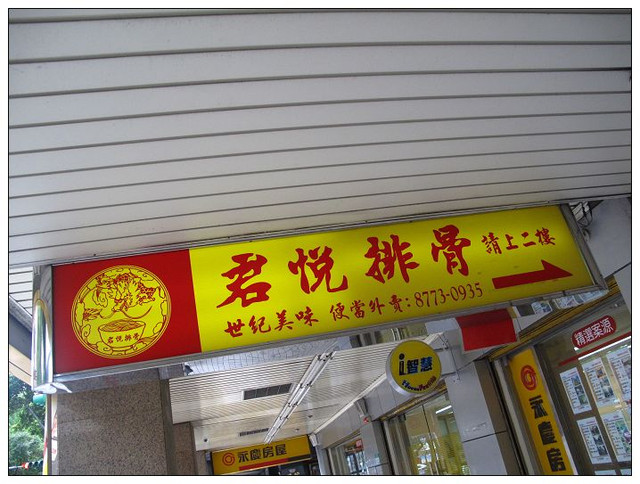 君悅排骨 請上二樓
世紀美味 便當外賣:8773-0935
君悅排骨
i智慧
永慶房屋
永慶房
精選案源